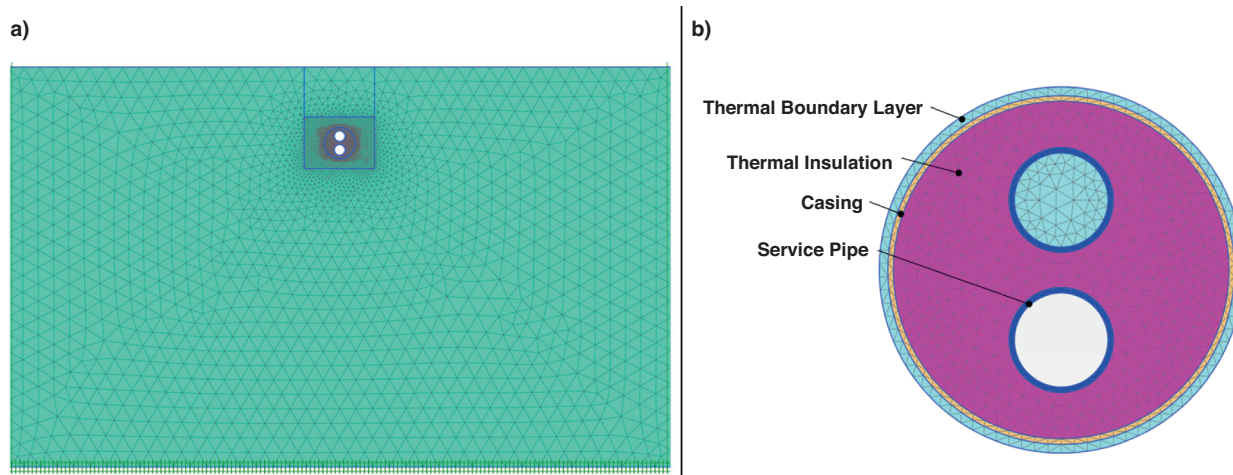 a)
b)
Thermal Boundary Layer
Thermal Insulation
Casing
Service Pipe